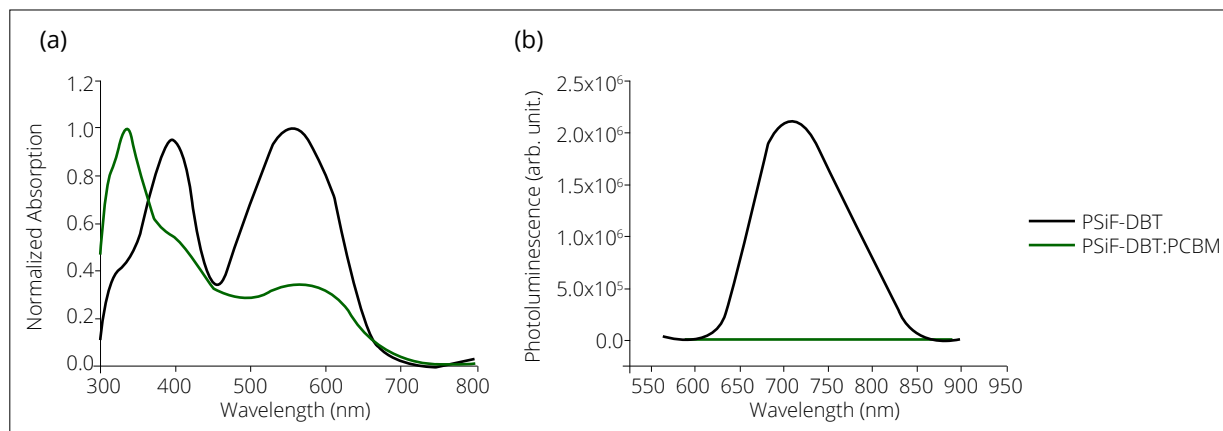 (a)
(b)
Normalized Absorption
1.2
1.0
0.8
0.6
0.4
0.2
0.0
300 400 500 600 700 800
Wavelength (nm)
Photoluminescence (arb. unit.)
2.5x10⁶
2.0x10⁶
1.5x10⁶
1.0x10⁶
5.0x10⁵
0.0
550 600 650 700 750 800 850 900 950
Wavelength (nm)
PSiF-DBT
PSiF-DBT:PCBM